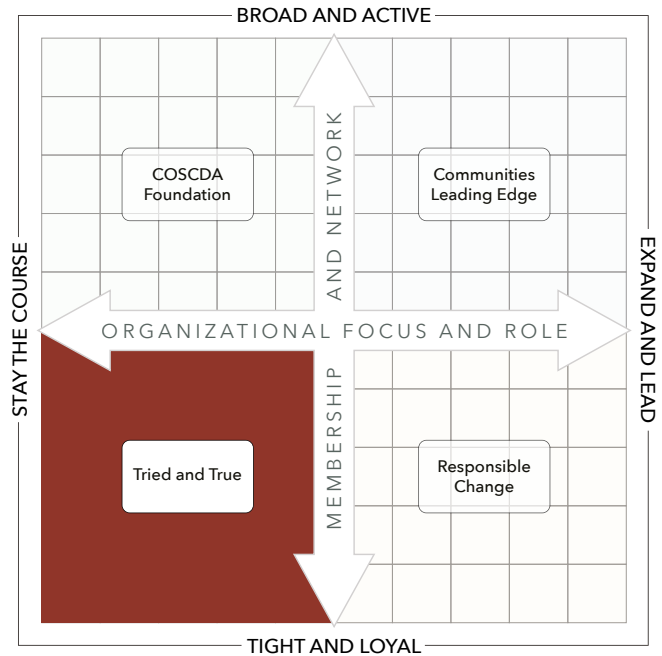 BROAD AND ACTIVE
COSCDA
Foundation
Communities
Leading Edge
STAY THE COURSE
EXPAND AND LEAD
ORGANIZATIONAL FOCUS AND ROLE
MEMBERSHIP AND NETWORK
Tried and True
Responsible
Change
TIGHT AND LOYAL